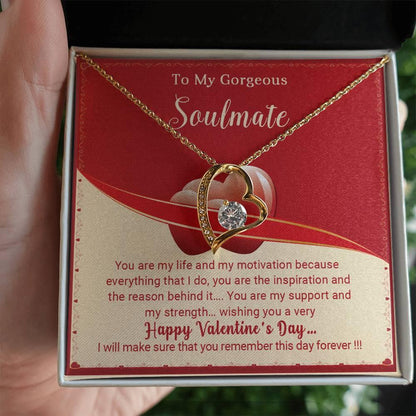 To My Gorgeous
Soulmate
You are my life and my motivation because
everything that I do, you are the inspiration and
the reason behind it.... You are my support and
my strength... wishing you a very
Happy Valentine's Day...
I will make sure that you remember this day forever !!!